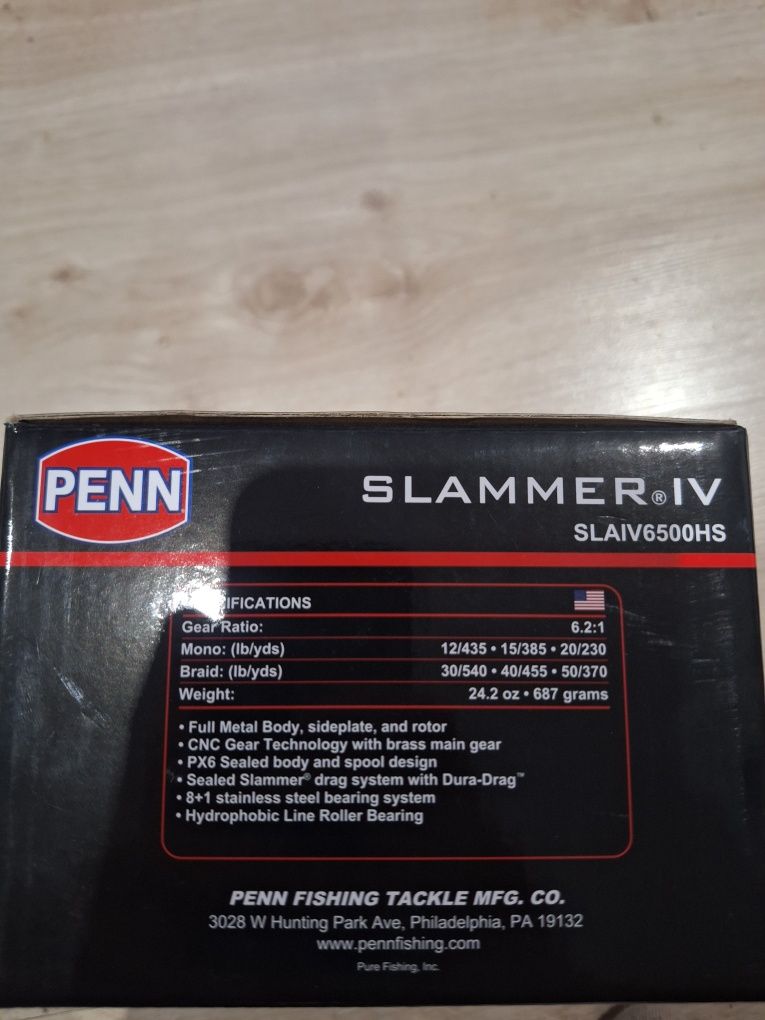 PENN
SLAMMER® IV
SLAIV6500HS
Gear Ratio: 6.2:1
Mono: (lb/yds) 12/435 • 15/385 • 20/230
Braid: (lb/yds) 30/540 • 40/455 • 50/370
Weight: 24.2 oz • 687 grams
• Full Metal Body, sideplate, and rotor
• CNC Gear Technology with brass main gear
• PX6 Sealed body and spool design
• Sealed Slammer® drag system with Dura-Drag™
• 8+1 stainless steel bearing system
• Hydrophobic Line Roller Bearing
PENN FISHING TACKLE MFG. CO.
3028 W Hunting Park Ave, Philadelphia, PA 19132
www.pennfishing.com
Pure Fishing, Inc.